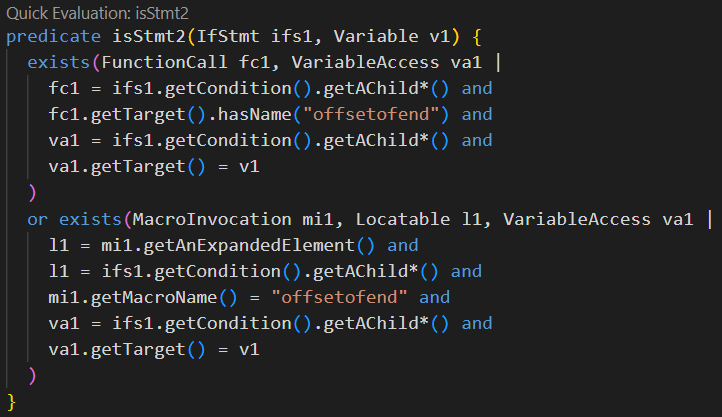 Quick Evaluation: isStmt2
predicate isStmt2(IfStmt ifs1, Variable v1) {
  exists(FunctionCall fc1, VariableAccess va1 |
    fc1 = ifs1.getCondition().getAChild*() and
    fc1.getTarget().hasName("offsetofend") and
    va1 = ifs1.getCondition().getAChild*() and
    va1.getTarget() = v1
  )
  or exists(MacroInvocation mi1, Locatable l1, VariableAccess va1 |
    l1 = mi1.getAnExpandedElement() and
    l1 = ifs1.getCondition().getAChild*() and
    mi1.getMacroName() = "offsetofend" and
    va1 = ifs1.getCondition().getAChild*() and
    va1.getTarget() = v1
  )
}